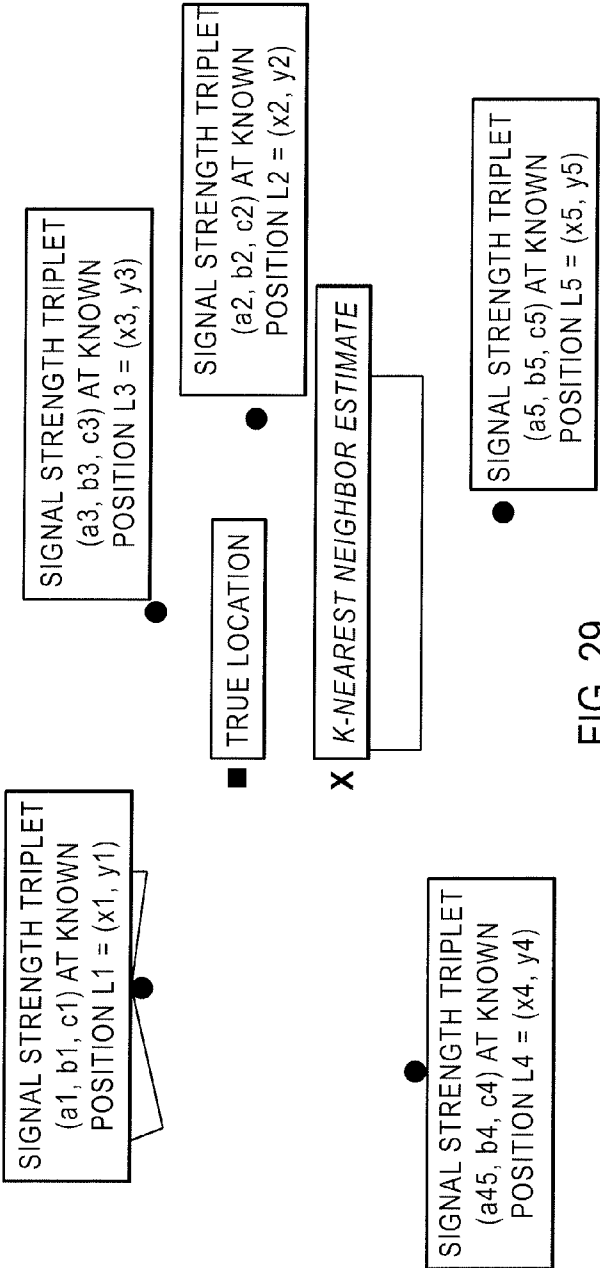 SIGNAL STRENGTH TRIPLET
(a1, b1, c1) AT KNOWN
POSITION L1 = (x1, y1)
SIGNAL STRENGTH TRIPLET
(a3, b3, c3) AT KNOWN
POSITION L3 = (x3, y3)
SIGNAL STRENGTH TRIPLET
(a2, b2, c2) AT KNOWN
POSITION L2 = (x2, y2)
TRUE LOCATION
X K-NEAREST NEIGHBOR ESTIMATE
SIGNAL STRENGTH TRIPLET
(a45, b4, c4) AT KNOWN
POSITION L4 = (x4, y4)
SIGNAL STRENGTH TRIPLET
(a5, b5, c5) AT KNOWN
POSITION L5 = (x5, y5)
FIG. 29